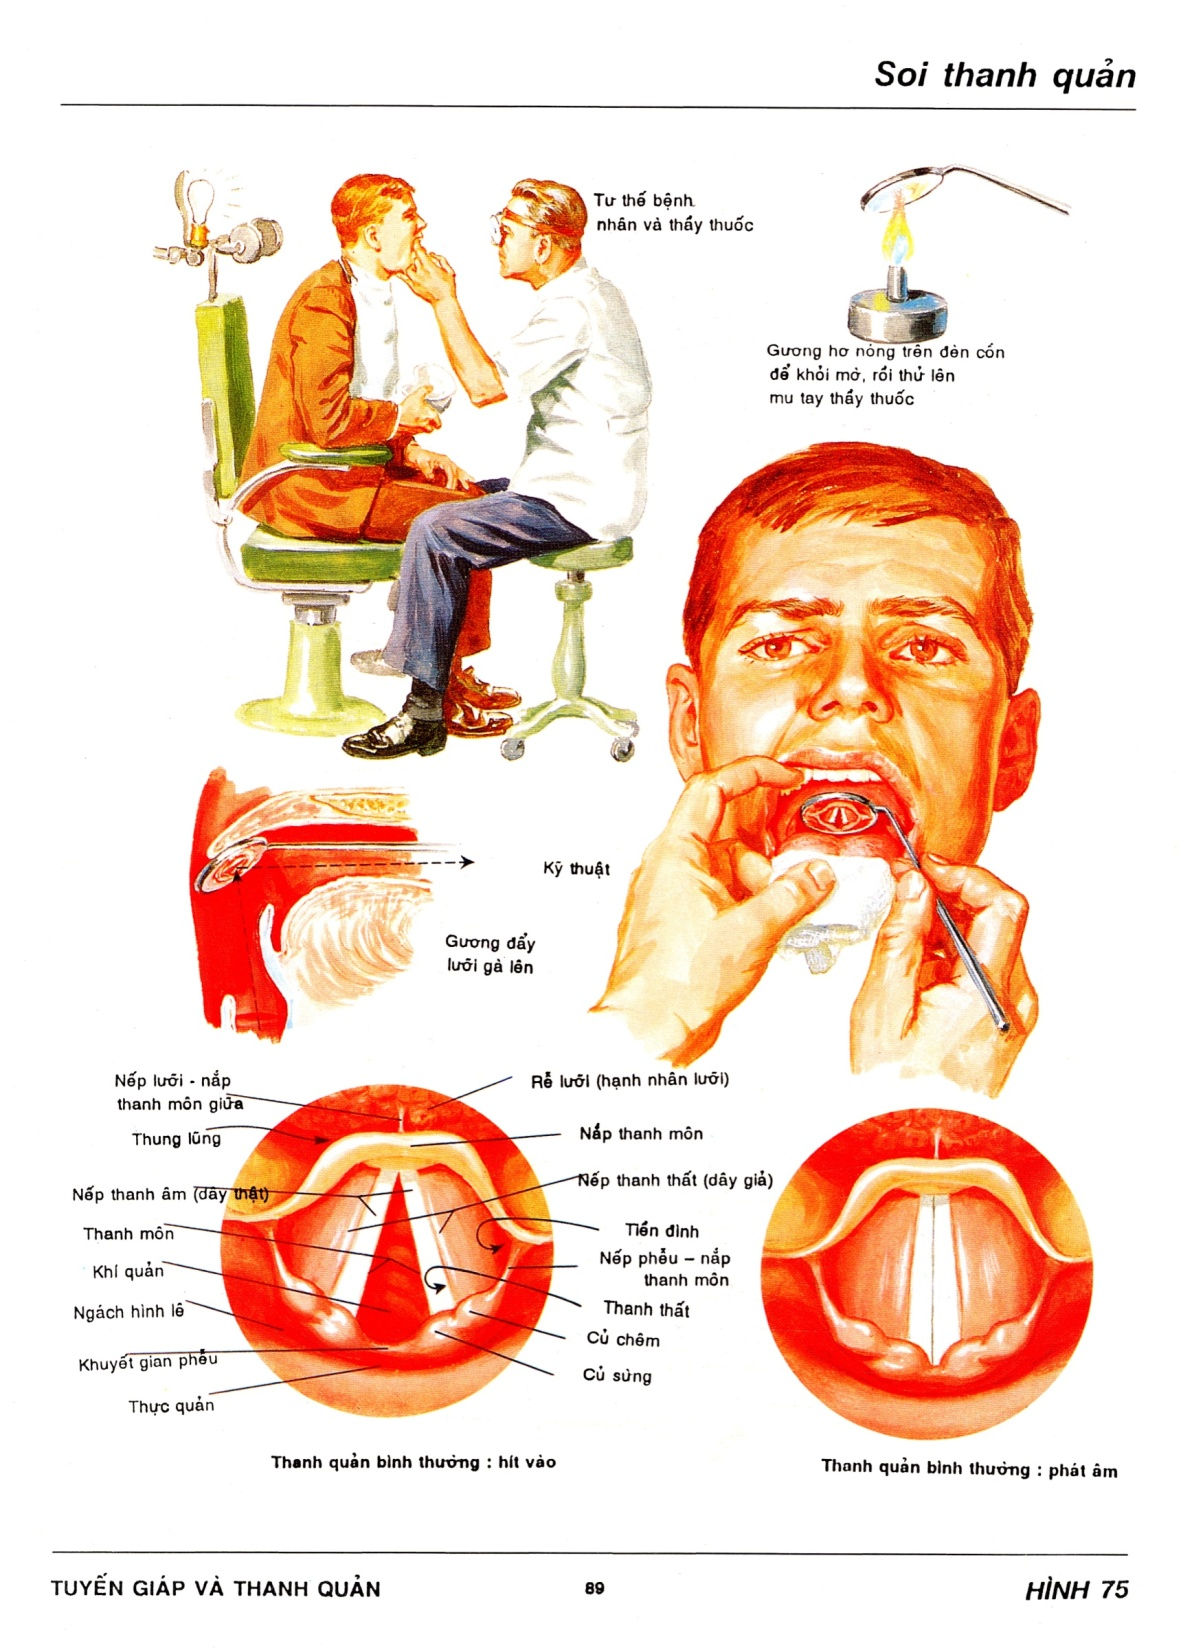 Soi thanh quản
Tư thế bệnh
nhân và thầy thuốc
Gương hơ nóng trên đèn cồn
để khỏi mờ, rồi thử lên
mu tay thầy thuốc
Kỹ thuật
Gương đẩy
lưỡi gà lên
Nếp lưỡi - nắp
thanh môn giữa
Thung lũng
Nếp thanh âm (dây thật)
Thanh môn
Khí quản
Ngách hình lê
Khuyết gian phễu
Thực quản
Rễ lưỡi (hạnh nhân lưỡi)
Nắp thanh môn
Nếp thanh thất (dây giả)
Tiền đình
Nếp phễu – nắp
thanh môn
Thanh thất
Củ chêm
Củ sừng
Thanh quản bình thường : hít vào
Thanh quản bình thường : phát âm
TUYẾN GIÁP VÀ THANH QUẢN
89
HÌNH 75